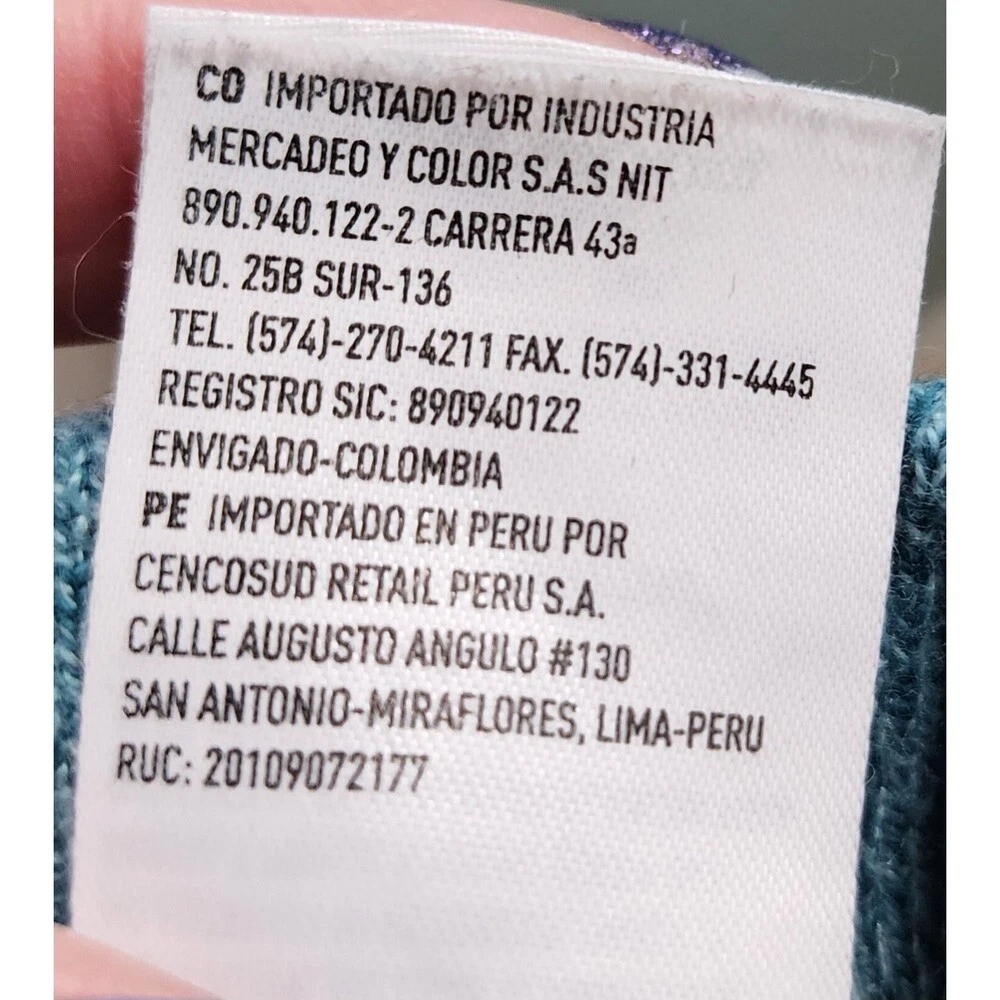 CO IMPORTADO POR INDUSTRIA
MERCADEO Y COLOR S.A.S NIT
890.940.122-2 CARRERA 43a
NO. 25B SUR-136
TEL. (574)-270-4211 FAX. (574)-331-4445
REGISTRO SIC: 890940122
ENVIGADO-COLOMBIA
PE IMPORTADO EN PERU POR
CENCOSUD RETAIL PERU S.A.
CALLE AUGUSTO ANGULO #130
SAN ANTONIO-MIRAFLORES, LIMA-PERU
RUC: 20109072177